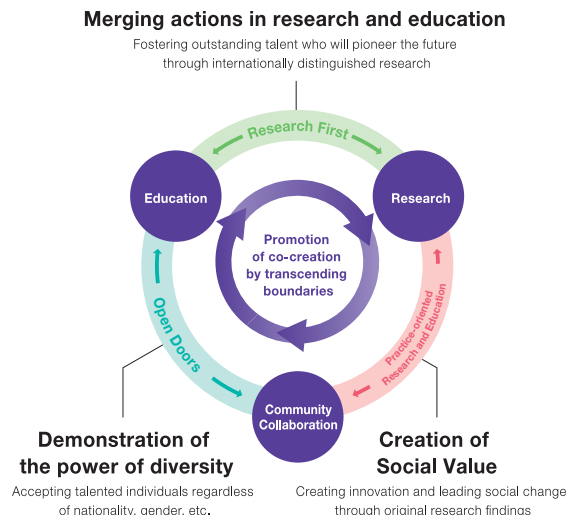 Merging actions in research and education
Fostering outstanding talent who will pioneer the future
through internationally distinguished research
Research First
Education
Research
Promotion
of co-creation
by transcending
boundaries
Open Doors
Practice-oriented
Research and Education
Community
Collaboration
Demonstration of
the power of diversity
Accepting talented individuals regardless
of nationality, gender, etc.
Creation of
Social Value
Creating innovation and leading social change
through original research findings